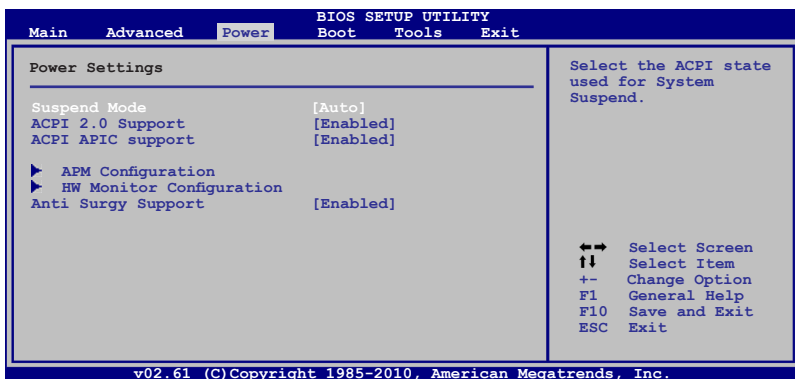 BIOS SETUP UTILITY
Main Advanced Power Boot Tools Exit
Power Settings
Suspend Mode [Auto]
ACPI 2.0 Support [Enabled]
ACPI APIC support [Enabled]
APM Configuration
HW Monitor Configuration
Anti Surgy Support [Enabled]
Select the ACPI state
used for System
Suspend.
←→ Select Screen
↑↓ Select Item
+- Change Option
F1 General Help
F10 Save and Exit
ESC Exit
v02.61 (C)Copyright 1985-2010, American Megatrends, Inc.